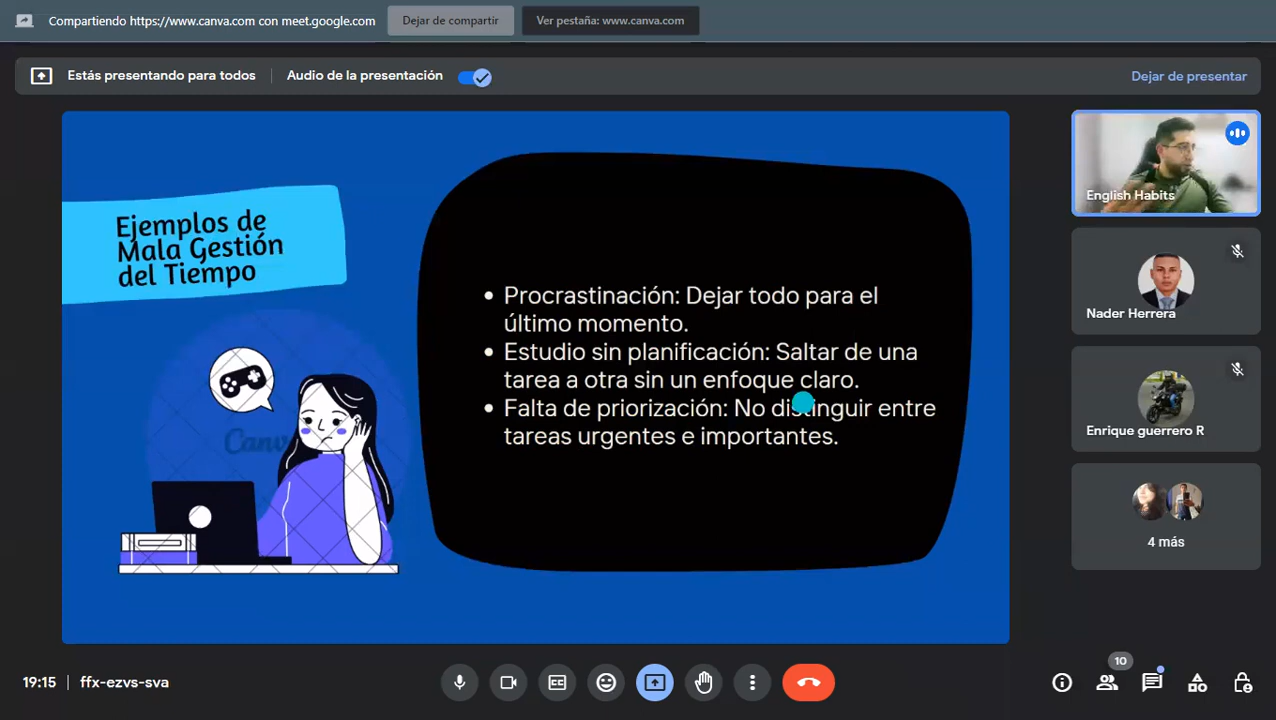 Compartiendo https://www.canva.com con meet.google.com
Dejar de compartir
Ver pestaña: www.canva.com
Estás presentando para todos
Audio de la presentación
Dejar de presentar
Ejemplos de
Mala Gestión
del Tiempo
• Procrastinación: Dejar todo para el
último momento.
• Estudio sin planificación: Saltar de una
tarea a otra sin un enfoque claro.
• Falta de priorización: No distinguir entre
tareas urgentes e importantes.
Canva
English Habits
Nader Herrera
Enrique guerrero R
4 más
19:15
ffx-ezvs-sva
10